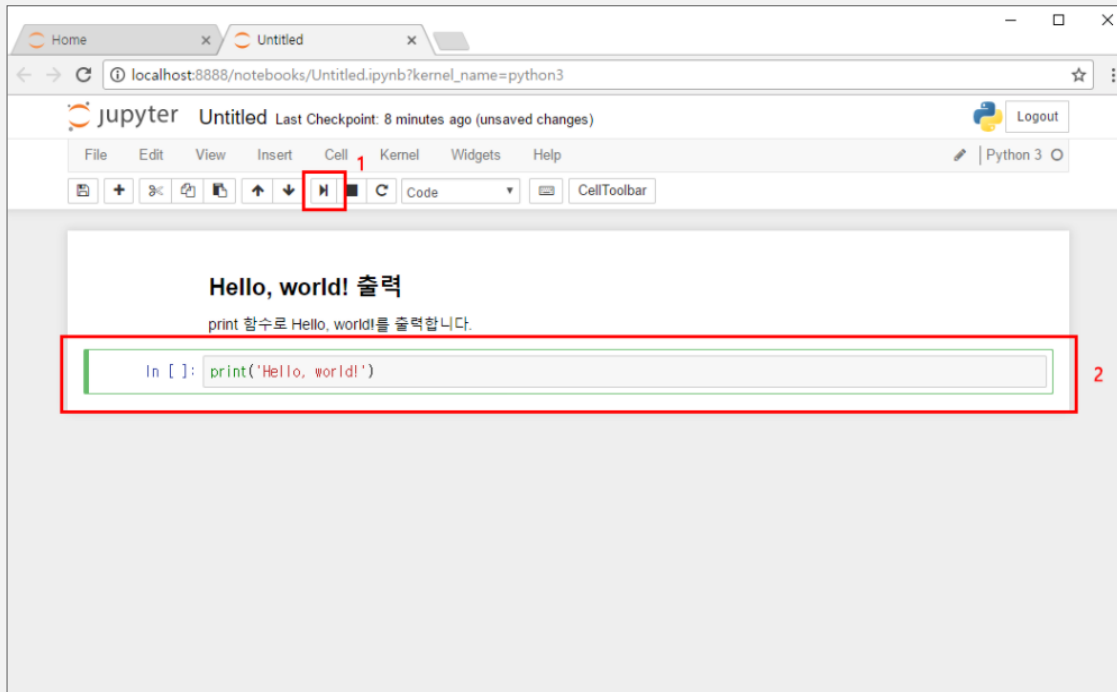 Home
Untitled
localhost:8888/notebooks/Untitled.ipynb?kernel_name=python3
jupyter Untitled Last Checkpoint: 8 minutes ago (unsaved changes)
Logout
File Edit View Insert Cell Kernel Widgets Help
Python 3
1
Code
CellToolbar
Hello, world! 출력
print 함수로 Hello, world!를 출력합니다.
In [ ]: print('Hello, world!')
2